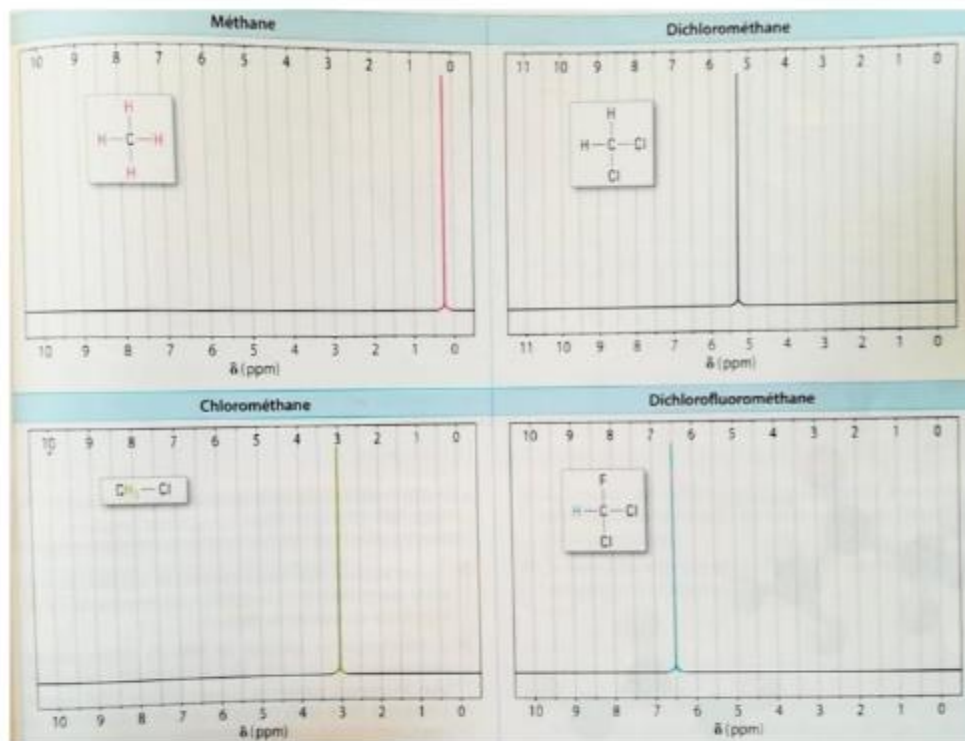 Méthane
10 9 8 7 6 5 4 3 2 1 0
H
H—C—H
H
10 9 8 7 6 5 4 3 2 1 0
δ (ppm)
Dichlorométhane
11 10 9 8 7 6 5 4 3 2 1 0
H
H—C—Cl
Cl
11 10 9 8 7 6 5 4 3 2 1 0
δ (ppm)
Chlorométhane
10 9 8 7 6 5 4 3 2 1 0
CH₃—Cl
10 9 8 7 6 5 4 3 2 1 0
δ (ppm)
Dichlorofluorométhane
10 9 8 7 6 5 4 3 2 1 0
F
H—C—Cl
Cl
10 9 8 7 6 5 4 3 2 1 0
δ (ppm)